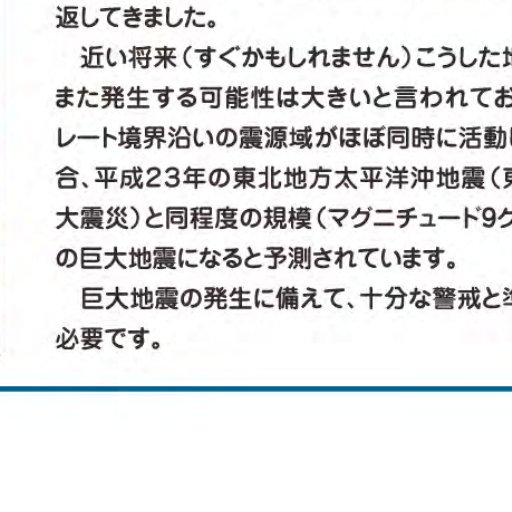 返してきました。
近い将来（すぐかもしれません）こうした地
また発生する可能性は大きいと言われてお
レート境界沿いの震源域がほぼ同時に活動
合、平成23年の東北地方太平洋沖地震（東
大震災）と同程度の規模（マグニチュード9ク
の巨大地震になると予測されています。
巨大地震の発生に備えて、十分な警戒と準
必要です。